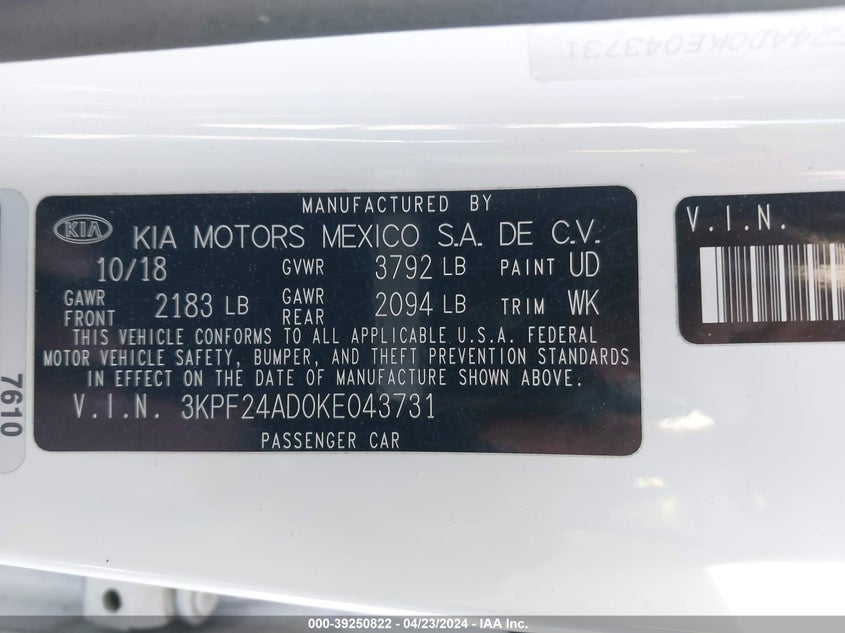 24AD0KE043731
MANUFACTURED BY
KIA KIA MOTORS MEXICO S.A. DE C.V.
10/18 GVWR 3792 LB PAINT UD
GAWR FRONT 2183 LB GAWR REAR 2094 LB TRIM WK
THIS VEHICLE CONFORMS TO ALL APPLICABLE U.S.A. FEDERAL
MOTOR VEHICLE SAFETY, BUMPER, AND THEFT PREVENTION STANDARDS
IN EFFECT ON THE DATE OF MANUFACTURE SHOWN ABOVE.
V.I.N. 3KPF24AD0KE043731
PASSENGER CAR
V.I.N.
7610
000-39250822 - 04/23/2024 - IAA Inc.